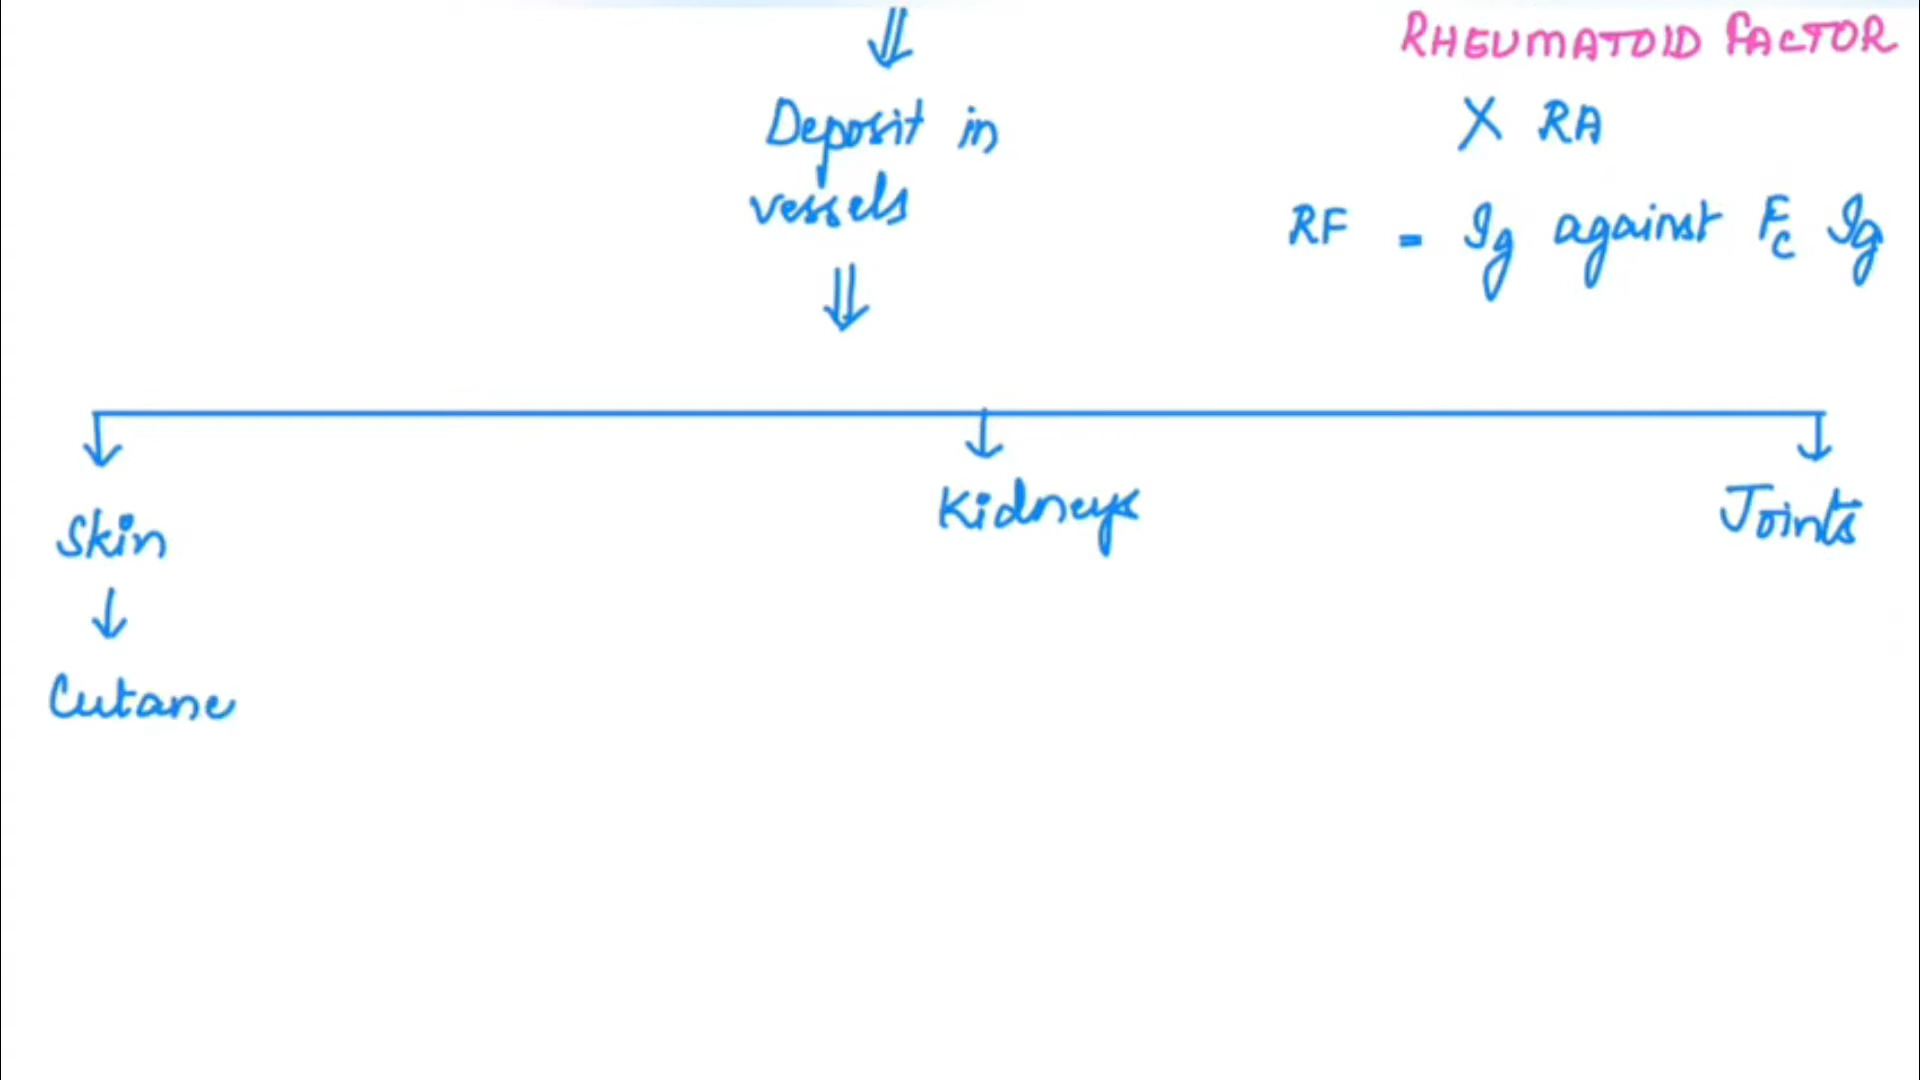 RHEUMATOID FACTOR
Deposit in
vessels
X RA
RF = Ig against Fc Ig
Skin
Kidneys
Joints
Cutane